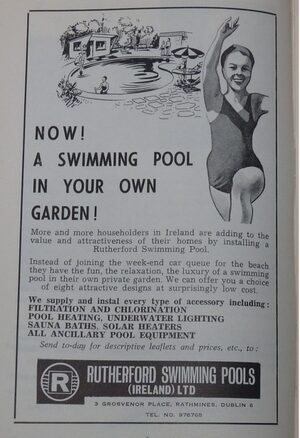 NOW!
A SWIMMING POOL
IN YOUR OWN
GARDEN!
More and more householders in Ireland are adding to the
value and attractiveness of their homes by installing a
Rutherford Swimming Pool.
Instead of joining the week-end car queue for the beach
they have the fun, the relaxation, the luxury of a swimming
pool in their own private garden. We can offer you a choice
of eight attractive designs at surprisingly low cost.
We supply and instal every type of accessory including:
FILTRATION AND CHLORINATION
POOL HEATING, UNDERWATER LIGHTING
SAUNA BATHS, SOLAR HEATERS
ALL ANCILLARY POOL EQUIPMENT
Send to-day for descriptive leaflets and prices, etc., to:
R
RUTHERFORD SWIMMING POOLS
(IRELAND) LTD
3 GROSVENOR PLACE, RATHMINES, DUBLIN 6
TEL. NO. 976768